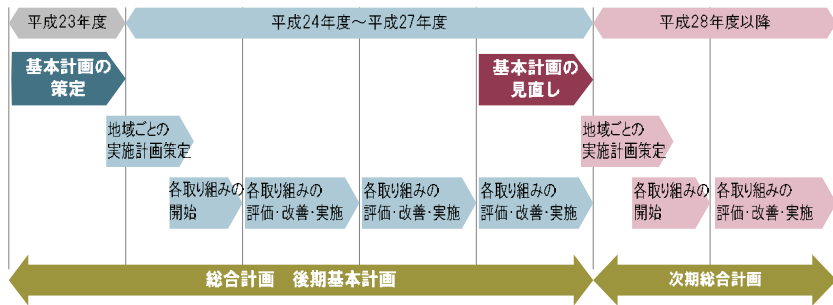 平成23年度
平成24年度～平成27年度
平成28年度以降
基本計画の
策定
基本計画の
見直し
地域ごとの
実施計画策定
地域ごとの
実施計画策定
各取り組みの
開始
各取り組みの
評価・改善・実施
各取り組みの
評価・改善・実施
各取り組みの
評価・改善・実施
各取り組みの
開始
各取り組みの
評価・改善・実施
総合計画　後期基本計画
次期総合計画